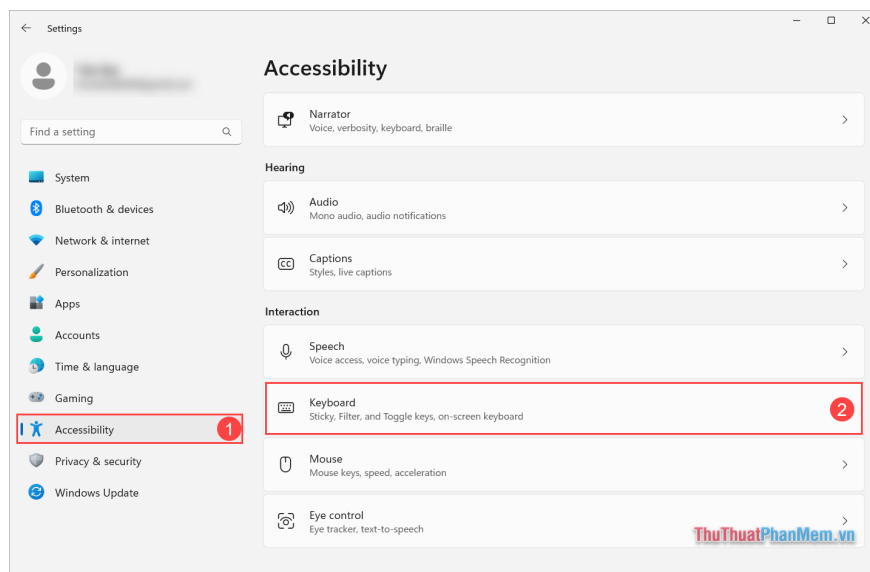 Settings
Accessibility
Find a setting
System
Bluetooth & devices
Network & internet
Personalization
Apps
Accounts
Time & language
Gaming
Accessibility
1
Privacy & security
Windows Update
Narrator
Voice, verbosity, keyboard, braille
Hearing
Audio
Mono audio, audio notifications
Captions
Styles, live captions
Interaction
Speech
Voice access, voice typing, Windows Speech Recognition
Keyboard
Sticky, Filter, and Toggle keys, on-screen keyboard
2
Mouse
Mouse keys, speed, acceleration
Eye control
Eye tracker, text-to-speech
ThuThuatPhanMem.vn